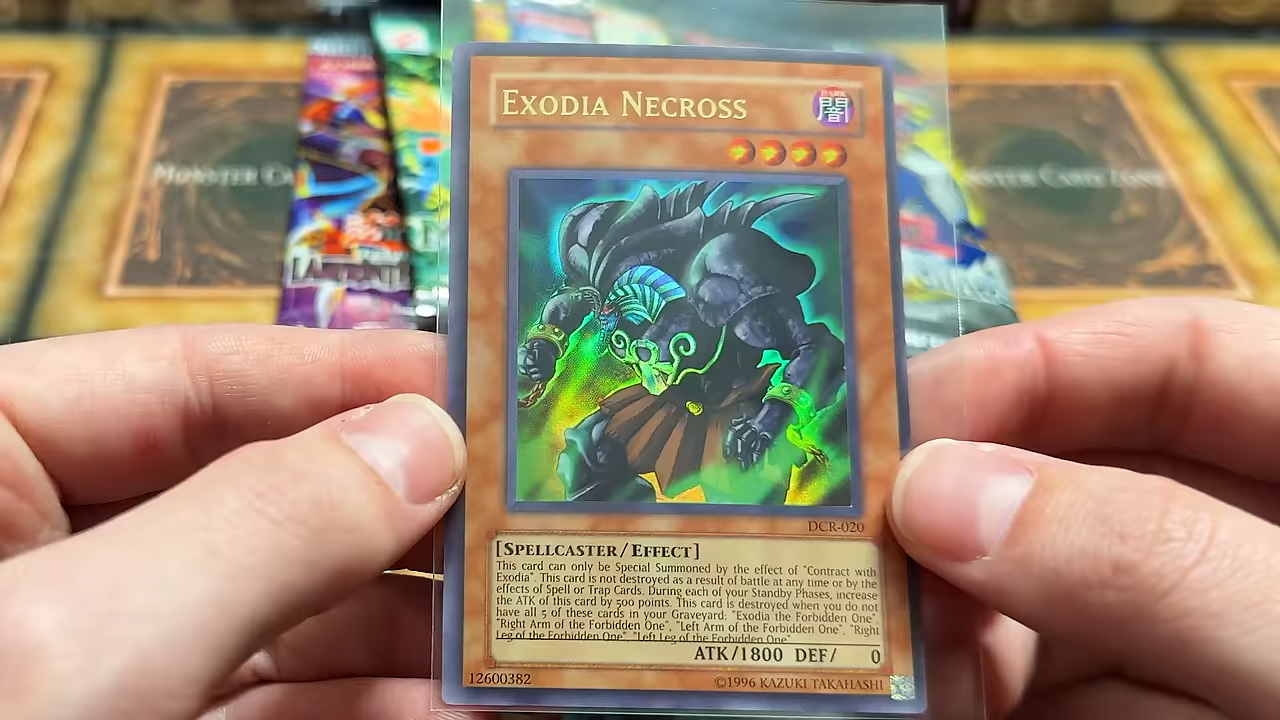 EXODIA NECROSS
DARK
闇
MONSTER CA
DCR-020
[SPELLCASTER/EFFECT]
This card can only be Special Summoned by the effect of "Contract with
Exodia". This card is not destroyed as a result of battle at any time or by the
effects of Spell or Trap Cards. During each of your Standby Phases, increase
the ATK of this card by 500 points. This card is destroyed when you do not
have all 5 of these cards in your Graveyard: "Exodia the Forbidden One",
"Right Arm of the Forbidden One", "Left Arm of the Forbidden One", "Right
Leg of the Forbidden One", "Left Leg of the Forbidden One"
ATK/1800 DEF/ 0
12600382
©1996 KAZUKI TAKAHASHI